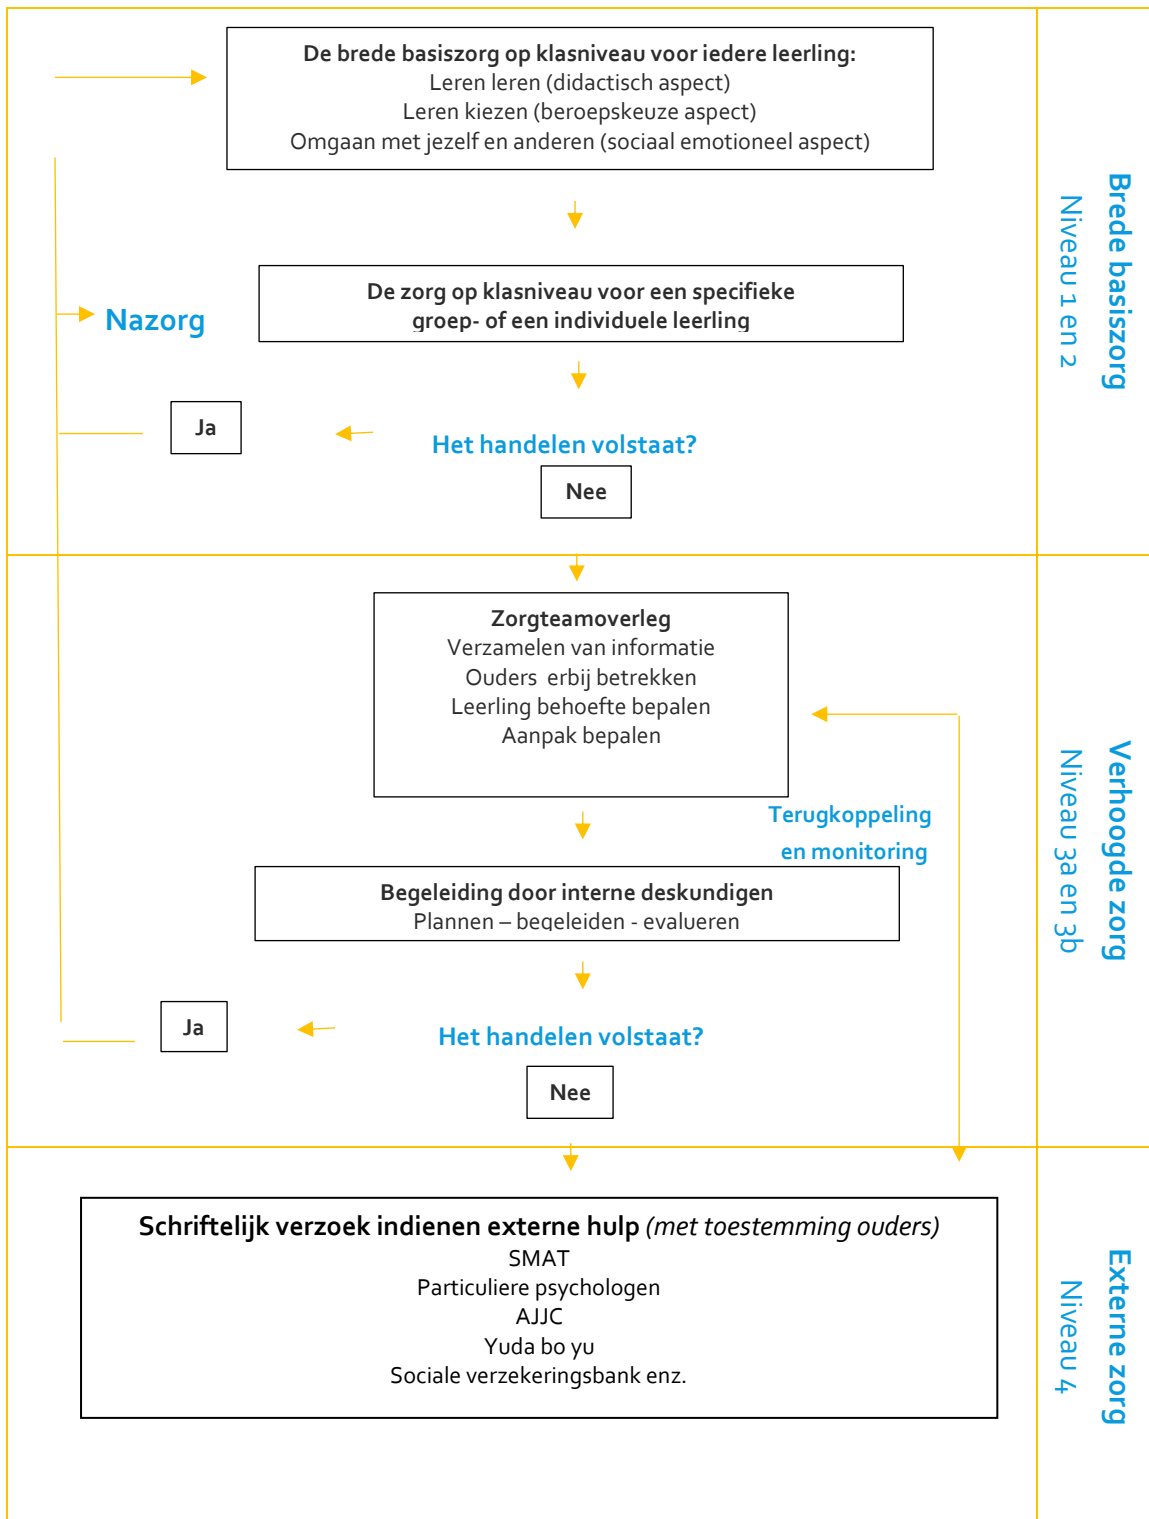 De brede basiszorg op klasniveau voor iedere leerling:
Leren leren (didactisch aspect)
Leren kiezen (beroepskeuze aspect)
Omgaan met jezelf en anderen (sociaal emotioneel aspect)
Brede basiszorg
Niveau 1 en 2
De zorg op klasniveau voor een specifieke
groep- of een individuele leerling
Nazorg
Ja
Het handelen volstaat?
Nee
Zorgteamoverleg
Verzamelen van informatie
Ouders erbij betrekken
Leerling behoefte bepalen
Aanpak bepalen
Verhoogde zorg
Niveau 3a en 3b
Terugkoppeling
en monitoring
Begeleiding door interne deskundigen
Plannen – begeleiden - evalueren
Ja
Het handelen volstaat?
Nee
Schriftelijk verzoek indienen externe hulp (met toestemming ouders)
SMAT
Particuliere psychologen
AJJC
Yuda bo yu
Sociale verzekeringsbank enz.
Externe zorg
Niveau 4